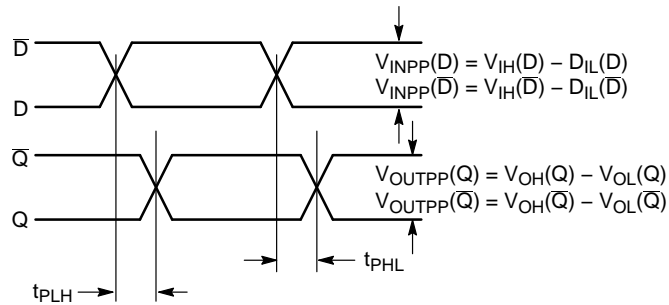 D̅
V_INPP(D) = V_IH(D) – D_IL(D)
V_INPP(D̅) = V_IH(D̅) – D_IL(D̅)
D
Q̅
V_OUTPP(Q) = V_OH(Q) – V_OL(Q)
V_OUTPP(Q̅) = V_OH(Q̅) – V_OL(Q̅)
Q
t_PHL
t_PLH